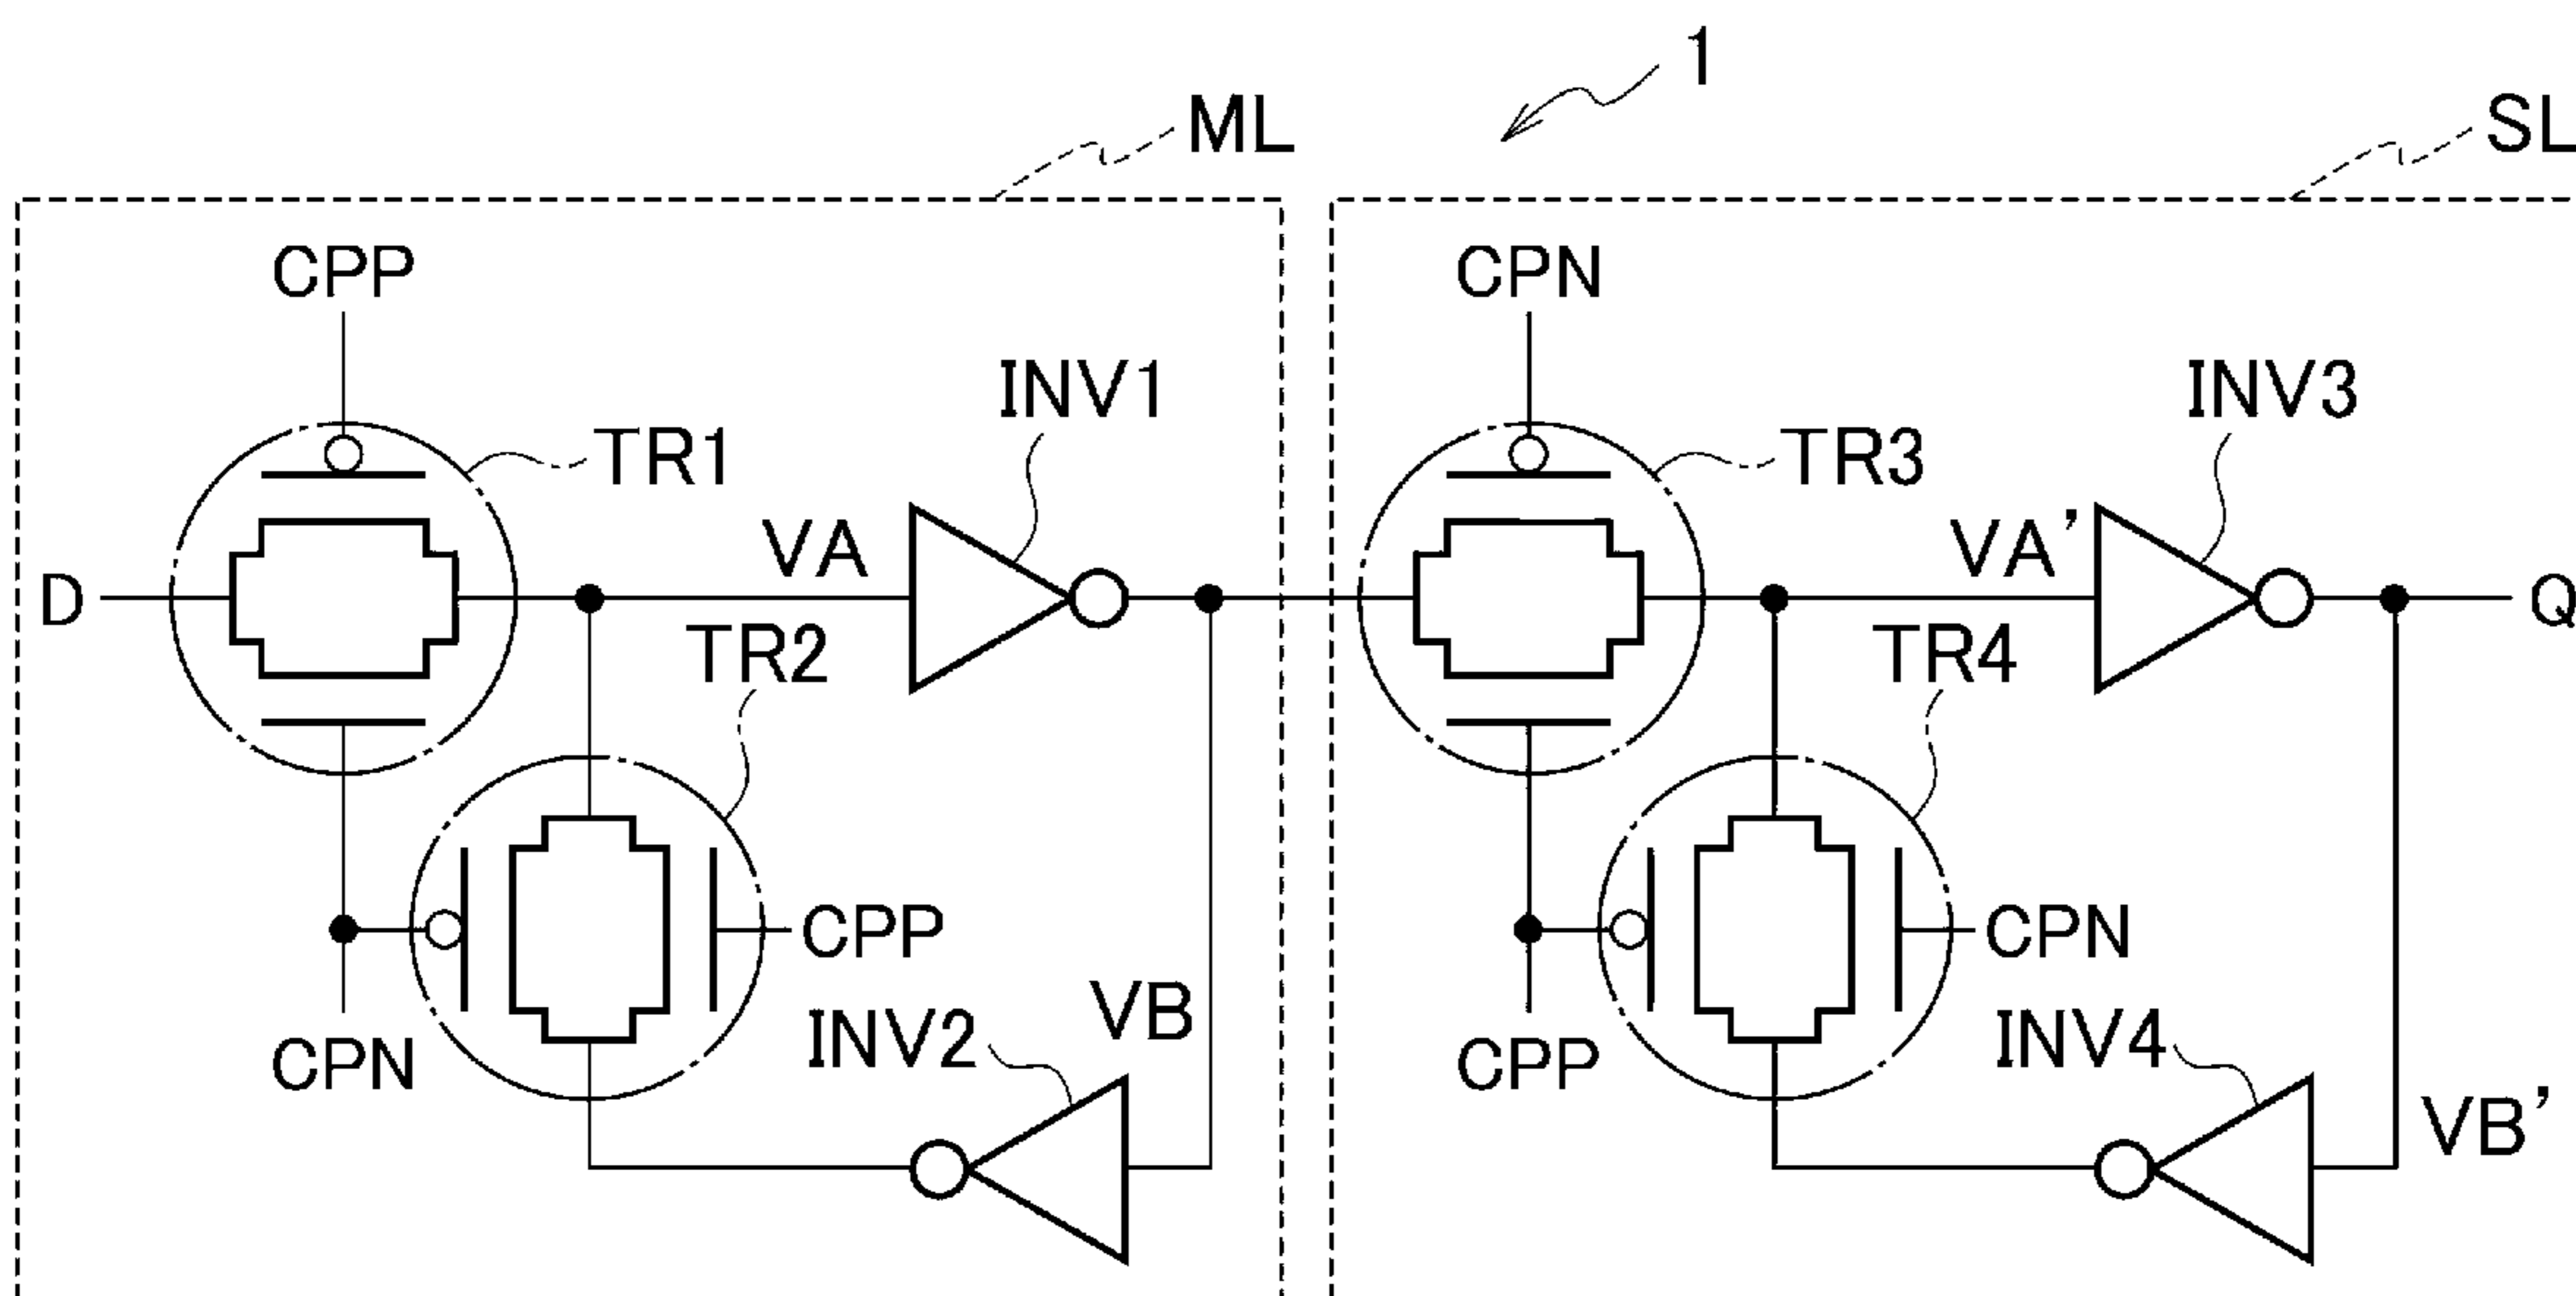 1
ML
SL
CPP
CPN
INV1
INV3
TR1
TR3
VA
VA'
D
Q
TR2
TR4
CPP
CPN
VB
INV2
INV4
CPN
CPP
VB'